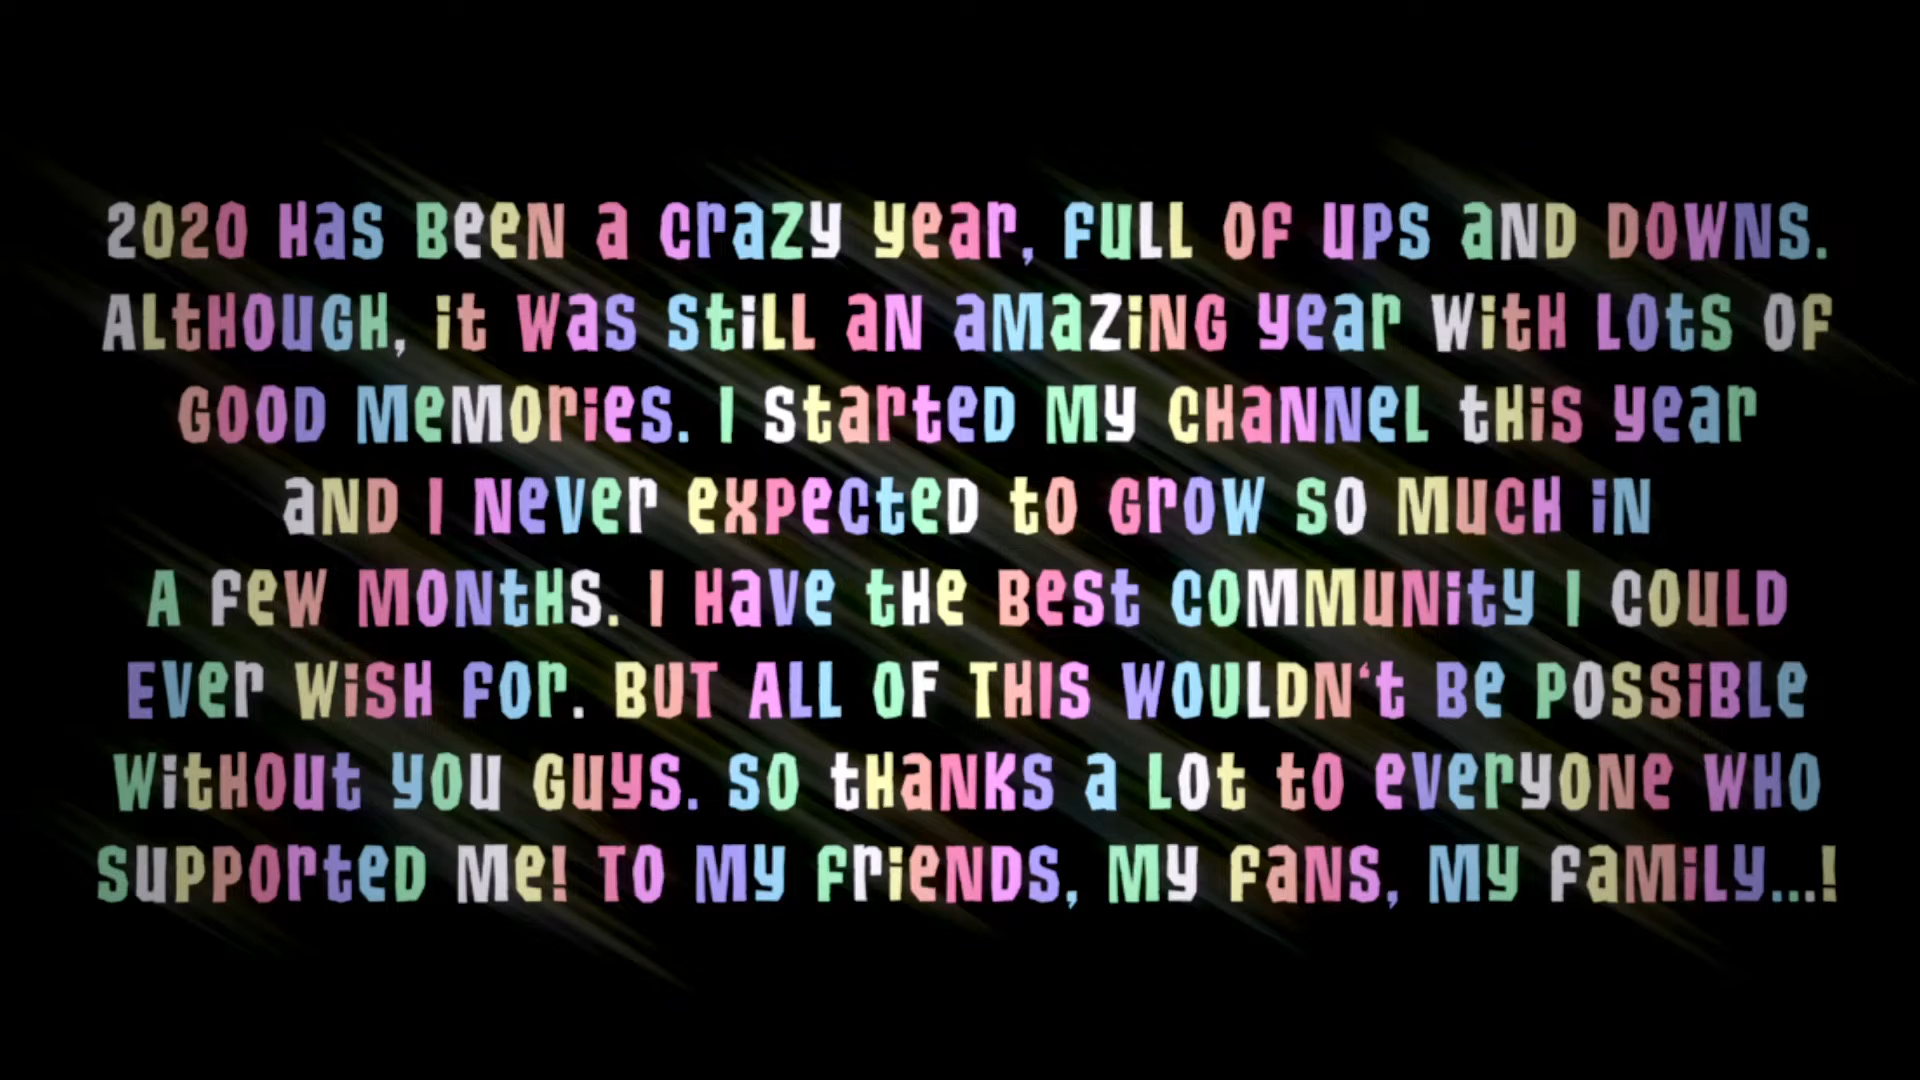 2020 has been a crazy year, full of ups and downs.
Although, it was still an amazing year with lots of
good memories. I started my channel this year
and I never expected to grow so much in
a few months. I have the best community I could
ever wish for. But all of this wouldn‘t be possible
without you guys. So thanks a lot to everyone who
supported me! To my friends, my fans, my family...!